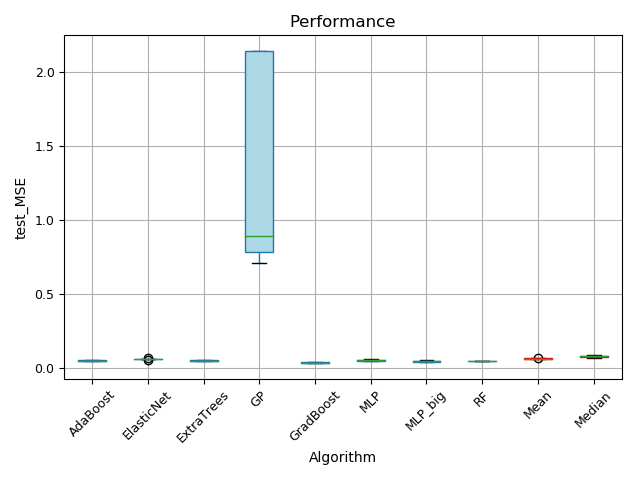 Performance
test_MSE
2.0
1.5
1.0
0.5
0.0
AdaBoost
ElasticNet
ExtraTrees
GP
GradBoost
MLP
MLP_big
RF
Mean
Median
Algorithm